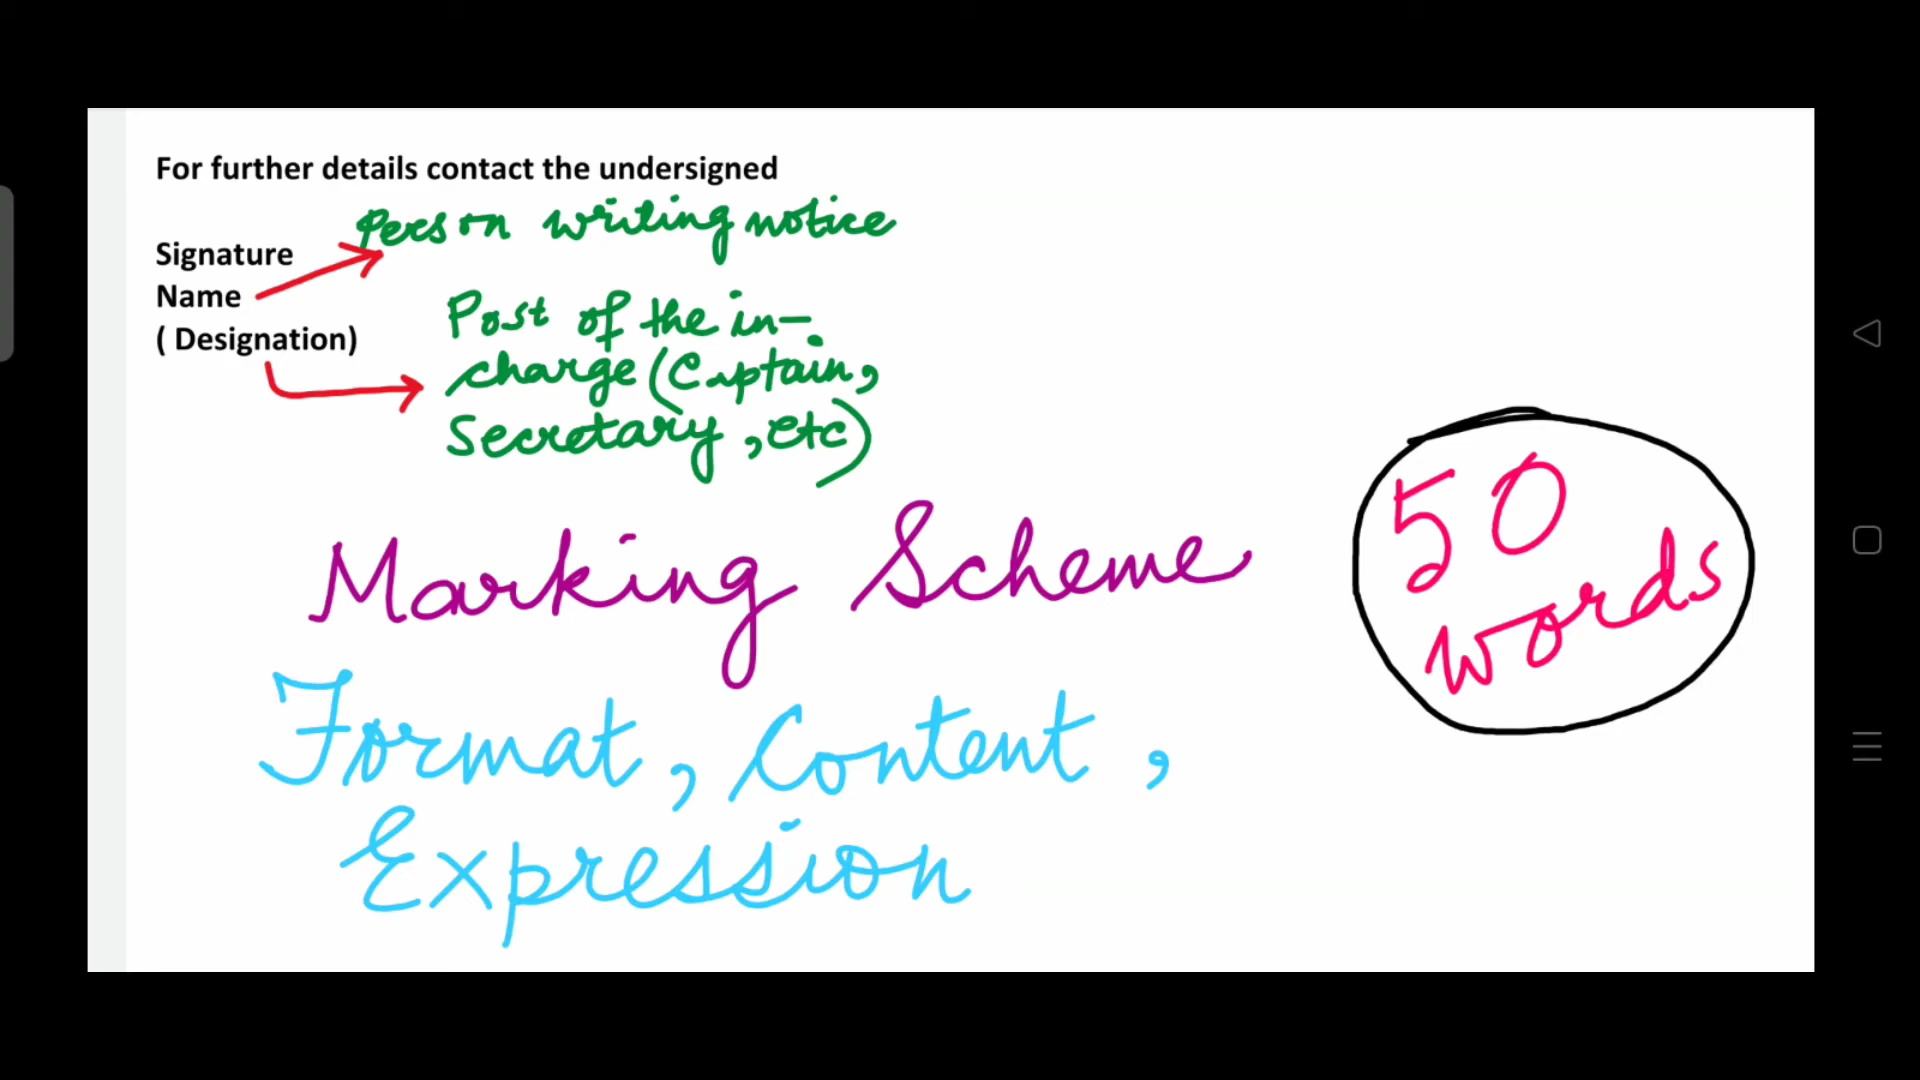 For further details contact the undersigned
Person writing notice
Signature
Name
( Designation)
Post of the in-
charge (Captain,
Secretary, etc)
Marking Scheme
50
words
Format, Content,
Expression